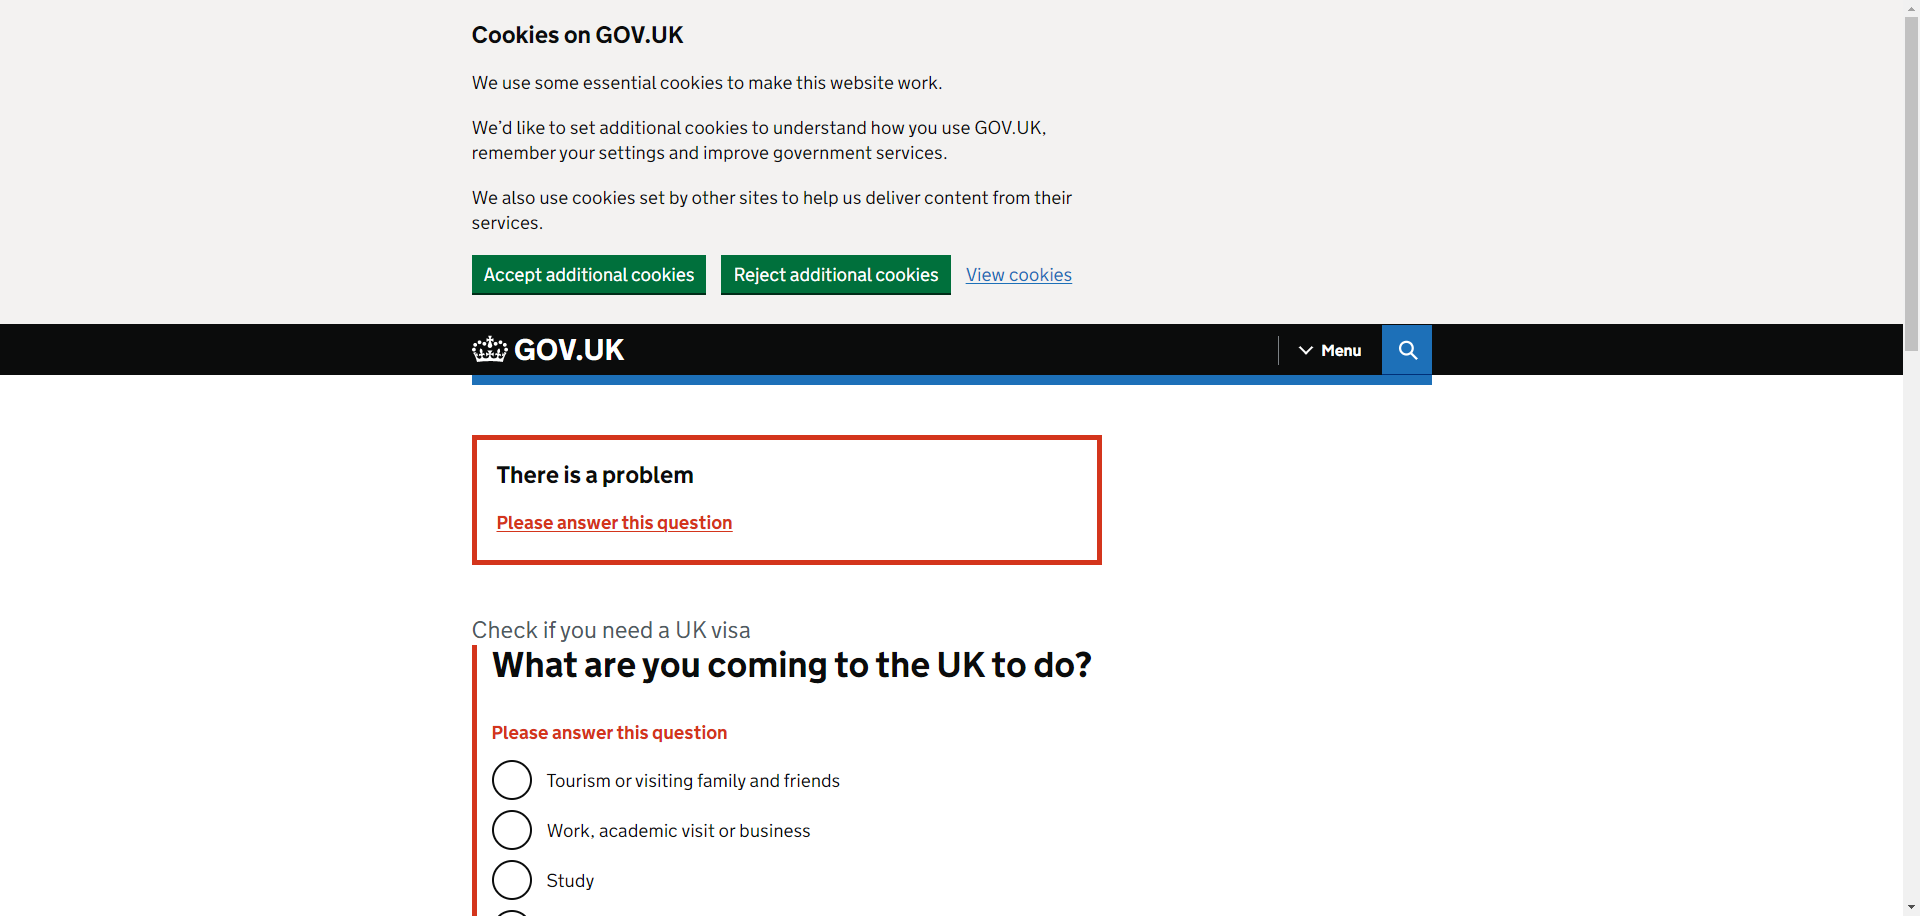 Cookies on GOV.UK
We use some essential cookies to make this website work.
We’d like to set additional cookies to understand how you use GOV.UK,
remember your settings and improve government services.
We also use cookies set by other sites to help us deliver content from their
services.
Accept additional cookies Reject additional cookies View cookies
GOV.UK Menu
There is a problem
Please answer this question
Check if you need a UK visa
What are you coming to the UK to do?
Please answer this question
Tourism or visiting family and friends
Work, academic visit or business
Study